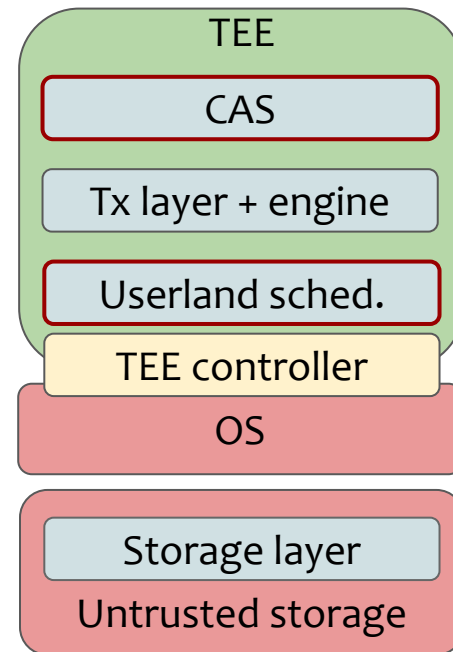 TEE
CAS
Tx layer + engine
Userland sched.
TEE controller
OS
Storage layer
Untrusted storage